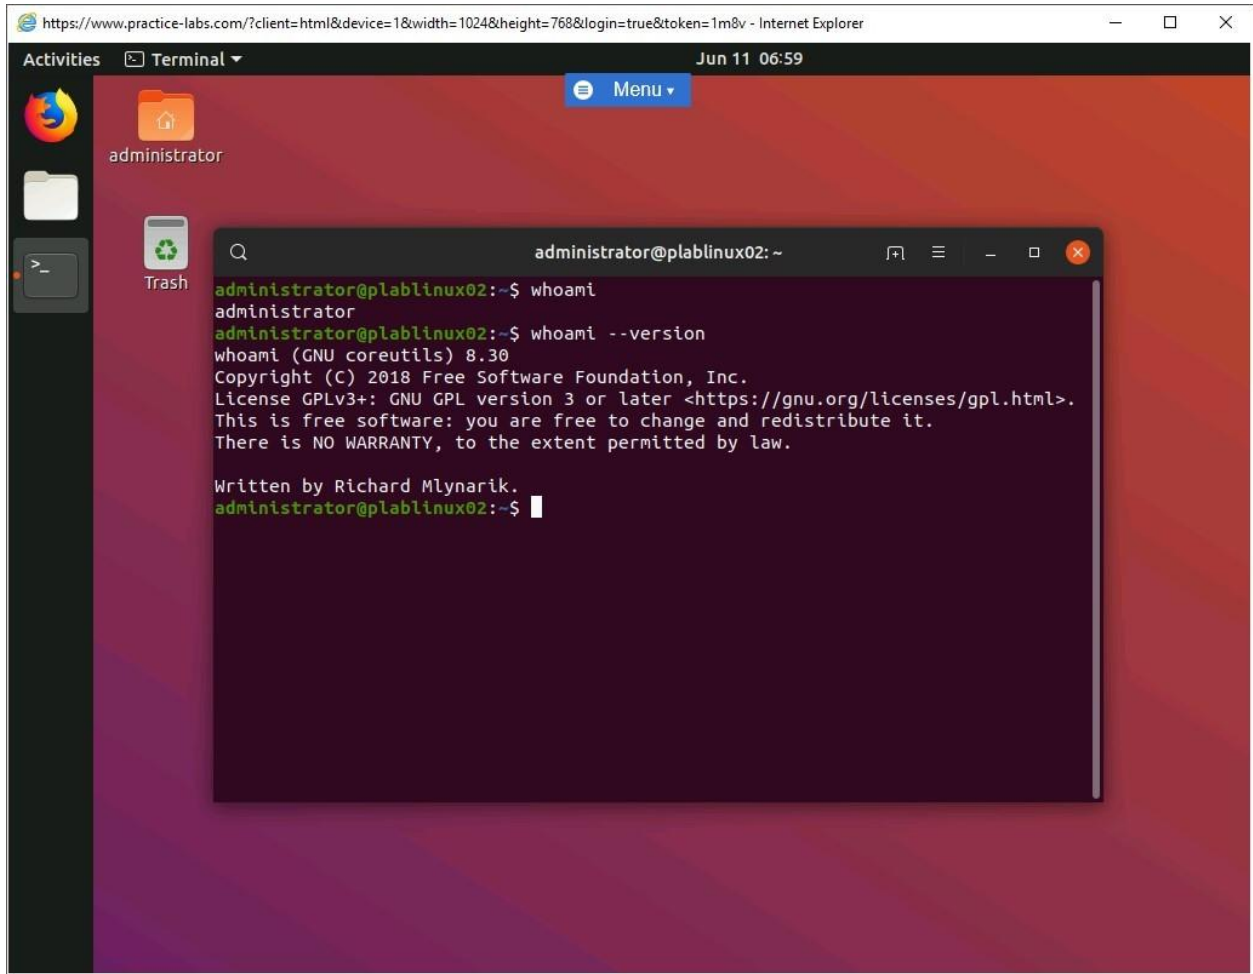 https://www.practice-labs.com/?client=html&device=1&width=1024&height=768&login=true&token=1m8v - Internet Explorer
Activities Terminal Jun 11 06:59
Menu
administrator
Trash
administrator@plablinux02: ~
administrator@plablinux02:~$ whoami
administrator
administrator@plablinux02:~$ whoami --version
whoami (GNU coreutils) 8.30
Copyright (C) 2018 Free Software Foundation, Inc.
License GPLv3+: GNU GPL version 3 or later <https://gnu.org/licenses/gpl.html>.
This is free software: you are free to change and redistribute it.
There is NO WARRANTY, to the extent permitted by law.
Written by Richard Mlynarik.
administrator@plablinux02:~$